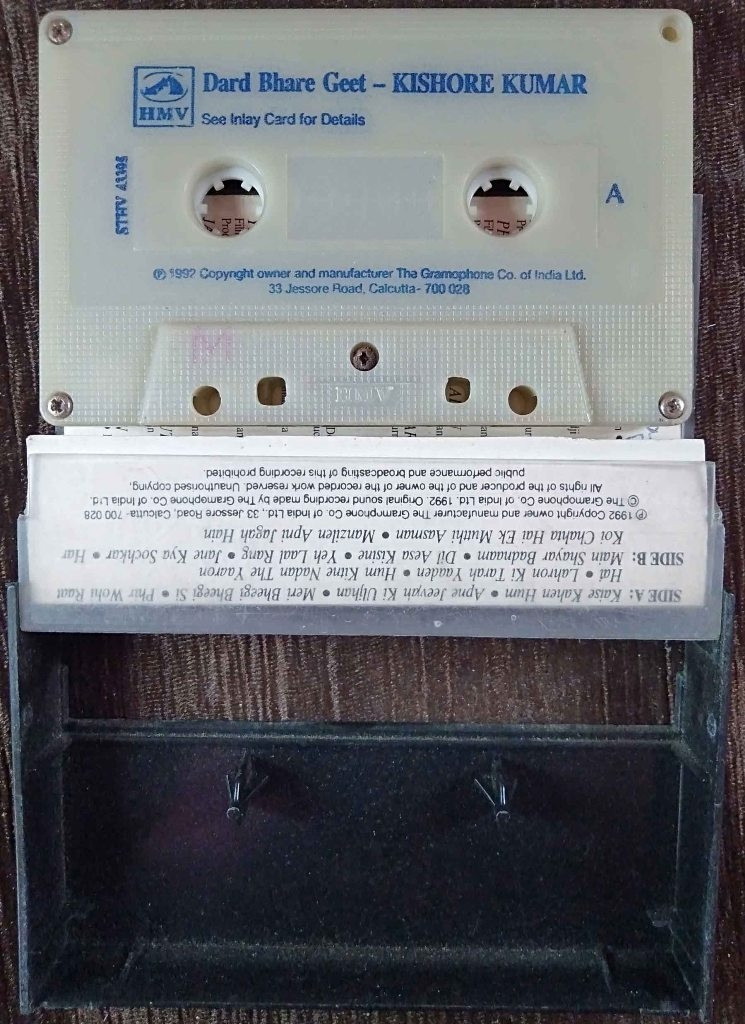 Dard Bhare Geet – KISHORE KUMAR
HMV
See Inlay Card for Details
STHV 43395
A
℗ 1992 Copyright owner and manufacturer The Gramophone Co. of India Ltd.
33 Jessore Road, Calcutta- 700 028
M
A
SIDE A: Kaise Kahen Hum • Apne Jeevan Ki Uljhan • Meri Bheegi Bheegi Si • Phir Wohi Raat
Hai • Lahron Ki Tarah Yaaden • Hum Kitne Nadan The Yaaron
SIDE B: Main Shayar Badnaam • Dil Aesa Kisine • Yeh Laal Rang • Jane Kya Sochkar • Har
Koi Chahta Hai Ek Muthi Aasman • Manzilen Apni Jagah Hain
℗ 1992 Copyright owner and manufacturer The Gramophone Co. of India Ltd., 33, Jessore Road, Calcutta- 700 028
© The Gramophone Co. of India Ltd. 1992. Original sound recording made by The Gramophone Co. of India Ltd.
All rights of the producer and of the owner of the recorded work reserved. Unauthorised copying,
public performance and broadcasting of this recording prohibited.